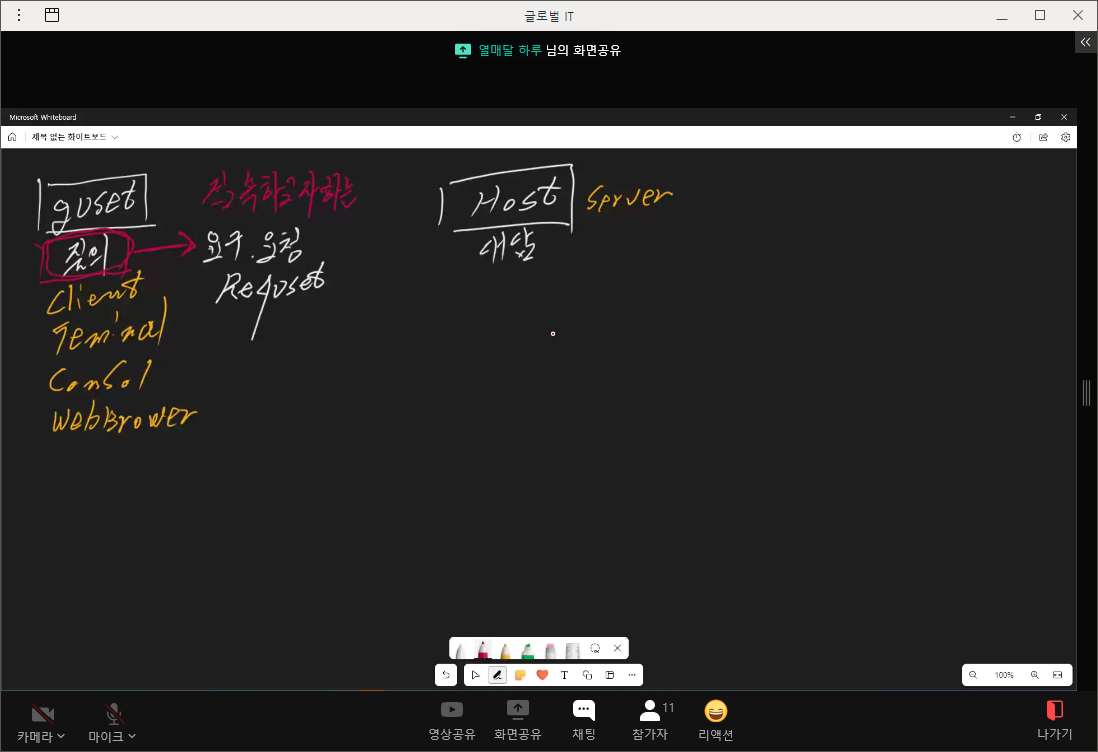 글로벌 IT
열매달 하루 님의 화면공유
Microsoft Whiteboard
제목 없는 화이트보드
guset
질의
Client
Teminal
Consol
WebBrower
접속하고자하는
요구.요청
Requset
Host
Server
대답
T
100%
카메라
마이크
영상공유
화면공유
채팅
11
참가자
리액션
나가기